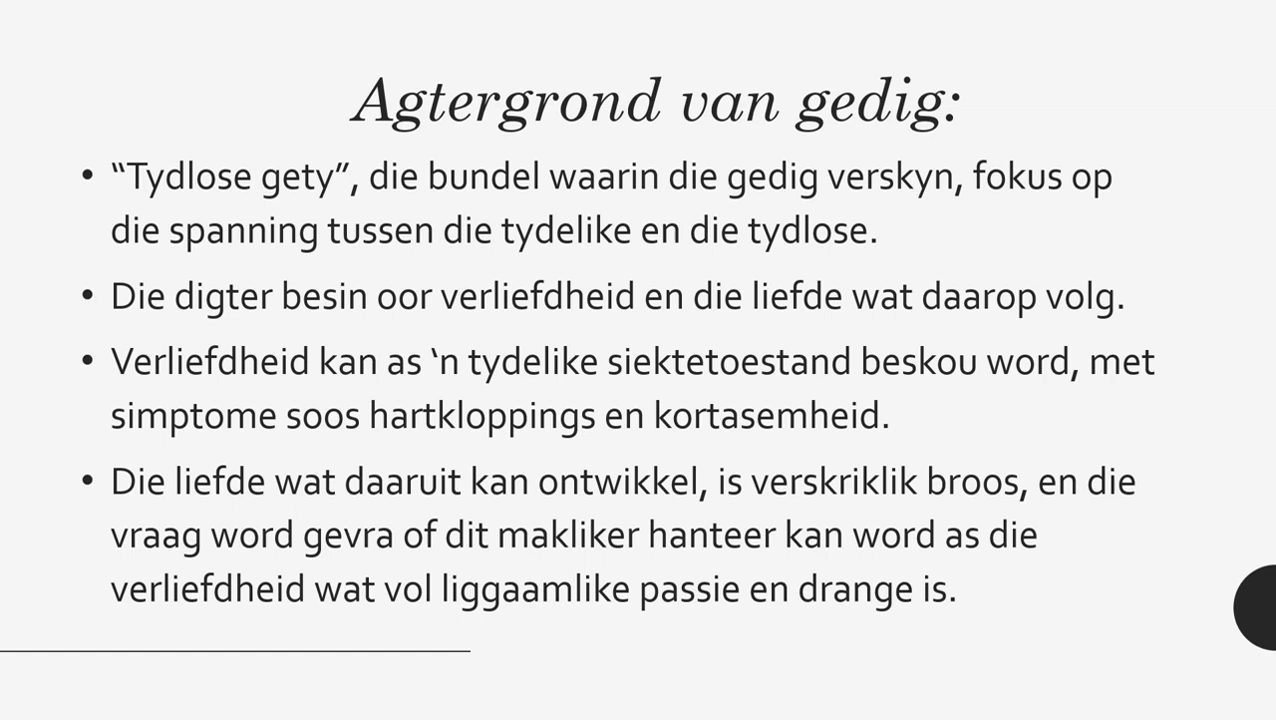 Agtergrond van gedig:
• “Tydlose gety”, die bundel waarin die gedig verskyn, fokus op
die spanning tussen die tydelike en die tydlose.
• Die digter besin oor verliefdheid en die liefde wat daarop volg.
• Verliefdheid kan as ‘n tydelike siektetoestand beskou word, met
simptome soos hartkloppings en kortasemheid.
• Die liefde wat daaruit kan ontwikkel, is verskriklik broos, en die
vraag word gevra of dit makliker hanteer kan word as die
verliefdheid wat vol liggaamlike passie en drange is.